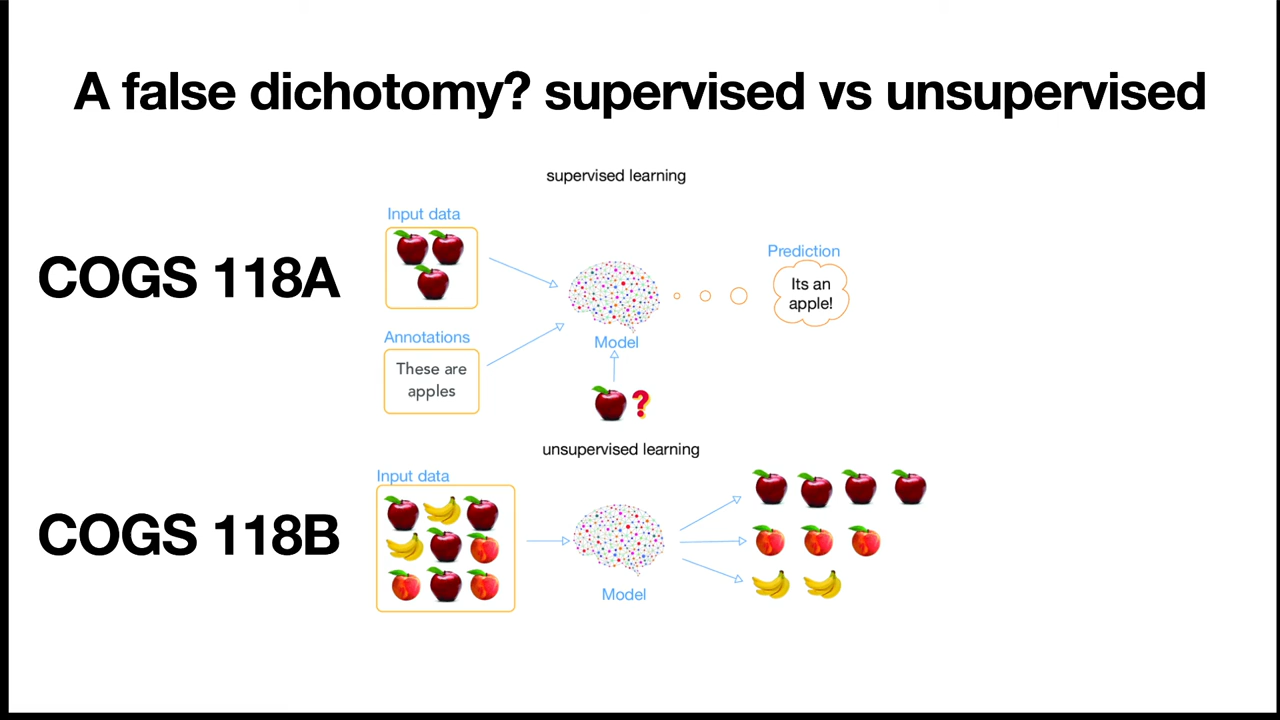 A false dichotomy? supervised vs unsupervised
supervised learning
COGS 118A
Input data
Annotations
These are
apples
Model
?
Prediction
Its an
apple!
unsupervised learning
COGS 118B
Input data
Model